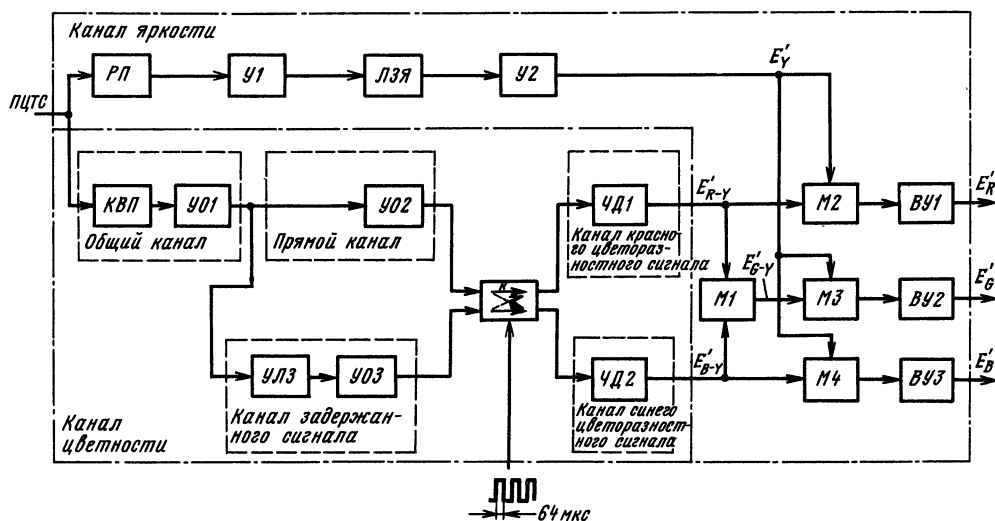 Канал яркости
РП
У1
ЛЗЯ
У2
E'Y
ПЦТС
КВП
УО1
Общий канал
УО2
Прямой канал
ЧД1
Канал красно-
го цветораз-
ностного сигнала
E'R-Y
М2
ВУ1
E'R
К
М1
E'G-Y
М3
ВУ2
E'G
УЛЗ
УО3
Канал задержан-
ного сигнала
ЧД2
Канал синего
цветоразност-
ного сигнала
E'B-Y
М4
ВУ3
E'B
Канал
цветности
64 мкс